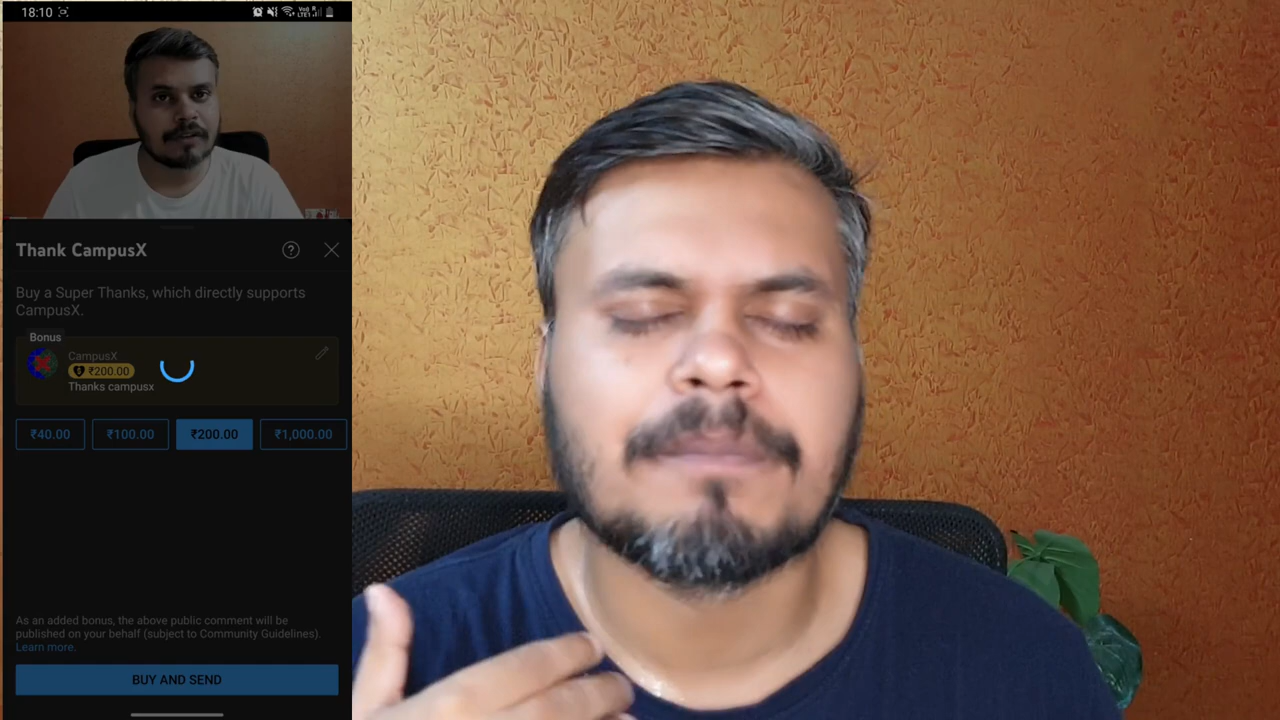 18:10
Vo)) R
LTE1
Thank CampusX
Buy a Super Thanks, which directly supports
CampusX.
Bonus
CampusX
₹200.00
Thanks campusx
₹40.00 ₹100.00 ₹200.00 ₹1,000.00
As an added bonus, the above public comment will be
published on your behalf (subject to Community Guidelines).
Learn more.
BUY AND SEND